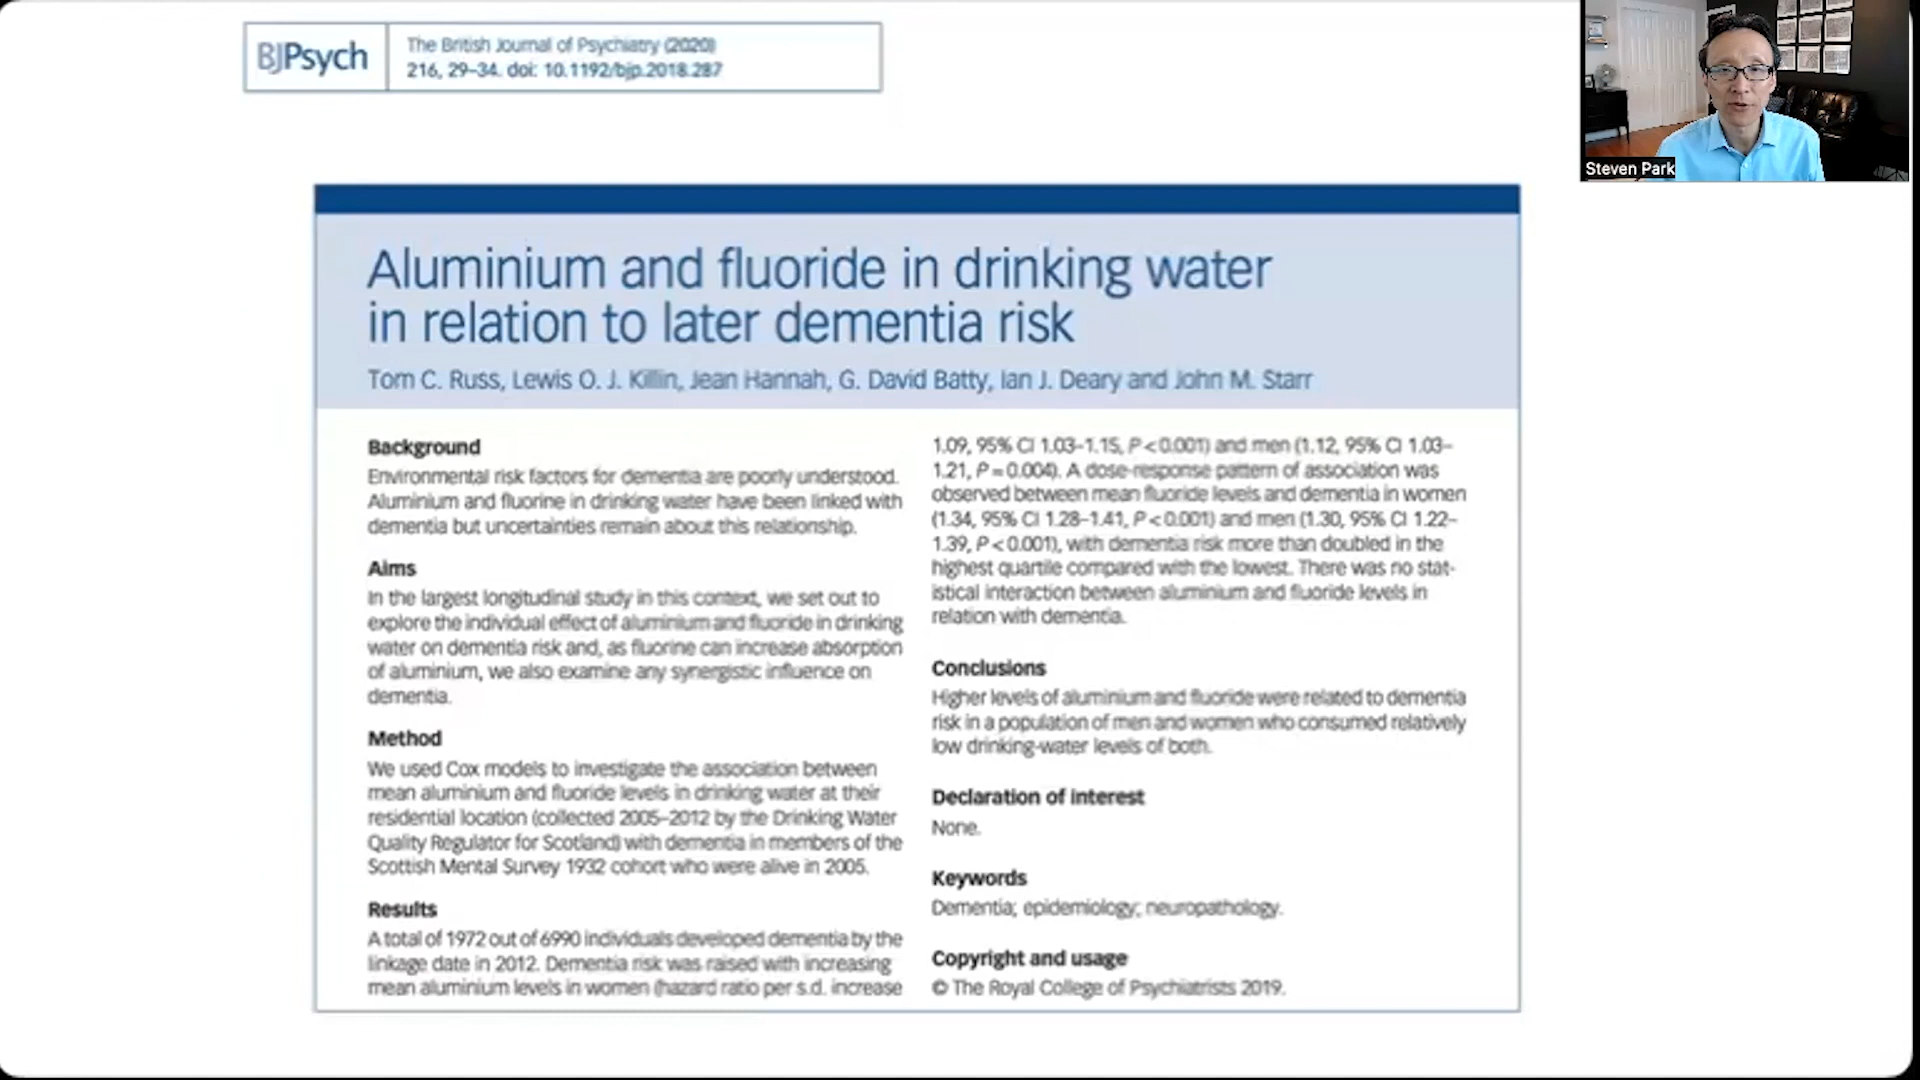 BJPsych
The British Journal of Psychiatry (2020)
216, 29–34. doi: 10.1192/bjp.2018.287
Steven Park
Aluminium and fluoride in drinking water
in relation to later dementia risk
Tom C. Russ, Lewis O. J. Killin, Jean Hannah, G. David Batty, Ian J. Deary and John M. Starr
Background
Environmental risk factors for dementia are poorly understood.
Aluminium and fluorine in drinking water have been linked with
dementia but uncertainties remain about this relationship.
Aims
In the largest longitudinal study in this context, we set out to
explore the individual effect of aluminium and fluoride in drinking
water on dementia risk and, as fluorine can increase absorption
of aluminium, we also examine any synergistic influence on
dementia.
Method
We used Cox models to investigate the association between
mean aluminium and fluoride levels in drinking water at their
residential location (collected 2005–2012 by the Drinking Water
Quality Regulator for Scotland) with dementia in members of the
Scottish Mental Survey 1932 cohort who were alive in 2005.
Results
A total of 1972 out of 6990 individuals developed dementia by the
linkage date in 2012. Dementia risk was raised with increasing
mean aluminium levels in women (hazard ratio per s.d. increase
1.09, 95% CI 1.03–1.15, P < 0.001) and men (1.12, 95% CI 1.03–
1.21, P = 0.004). A dose-response pattern of association was
observed between mean fluoride levels and dementia in women
(1.34, 95% CI 1.28–1.41, P < 0.001) and men (1.30, 95% CI 1.22–
1.39, P < 0.001), with dementia risk more than doubled in the
highest quartile compared with the lowest. There was no stat-
istical interaction between aluminium and fluoride levels in
relation with dementia.
Conclusions
Higher levels of aluminium and fluoride were related to dementia
risk in a population of men and women who consumed relatively
low drinking-water levels of both.
Declaration of interest
None.
Keywords
Dementia; epidemiology; neuropathology.
Copyright and usage
© The Royal College of Psychiatrists 2019.